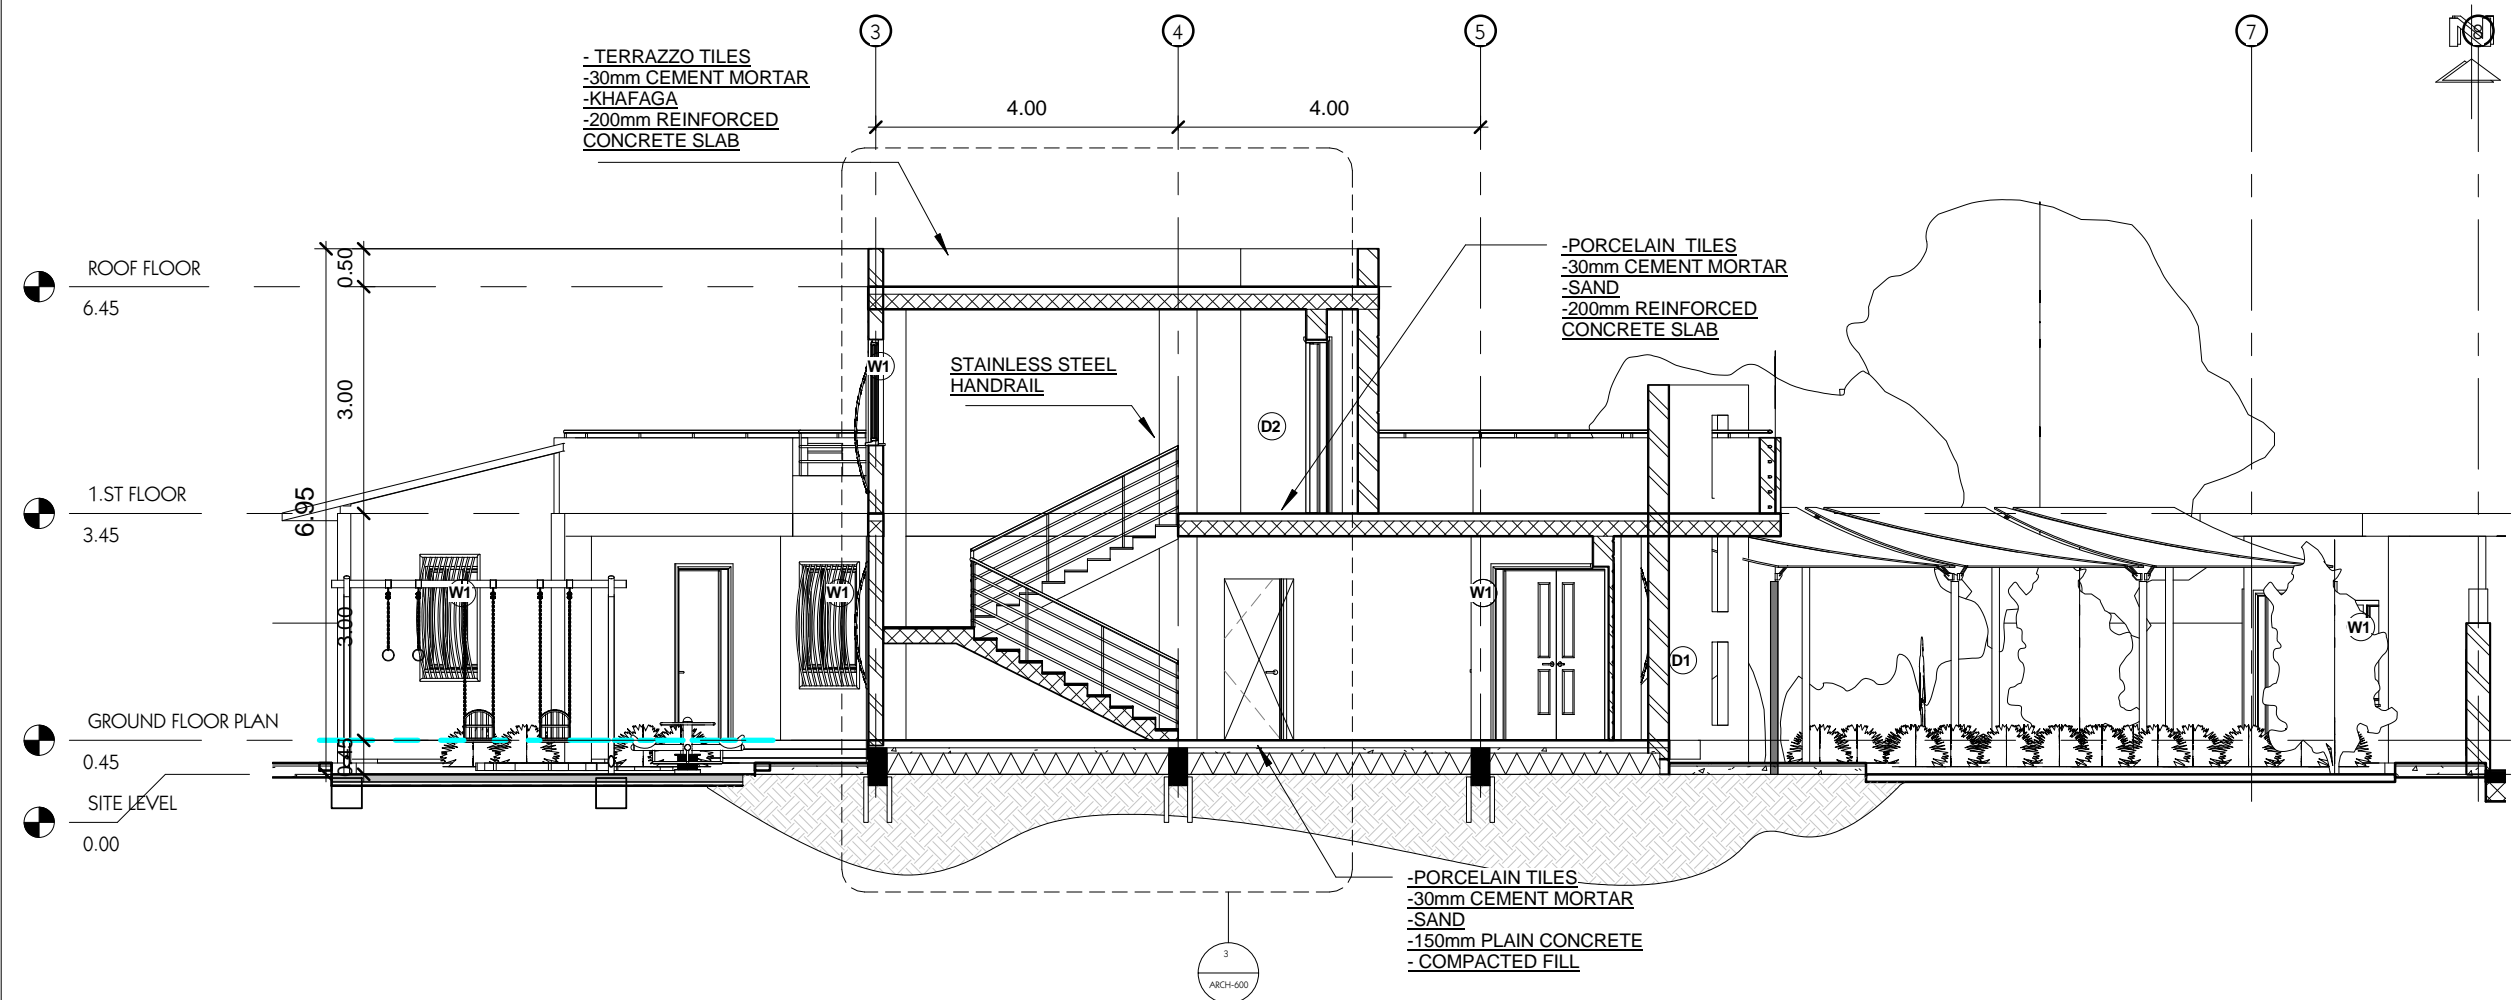 3
4
5
7
8
- TERRAZZO TILES
-30mm CEMENT MORTAR
-KHAFAGA
-200mm REINFORCED
CONCRETE SLAB
4.00
4.00
ROOF FLOOR
6.45
0.50
-PORCELAIN TILES
-30mm CEMENT MORTAR
-SAND
-200mm REINFORCED
CONCRETE SLAB
STAINLESS STEEL
HANDRAIL
W1
3.00
D2
1.ST FLOOR
3.45
6.95
W1
W1
W1
W1
3.00
D1
GROUND FLOOR PLAN
0.45
.45
SITE LEVEL
0.00
-PORCELAIN TILES
-30mm CEMENT MORTAR
-SAND
-150mm PLAIN CONCRETE
- COMPACTED FILL
3
ARCH-600